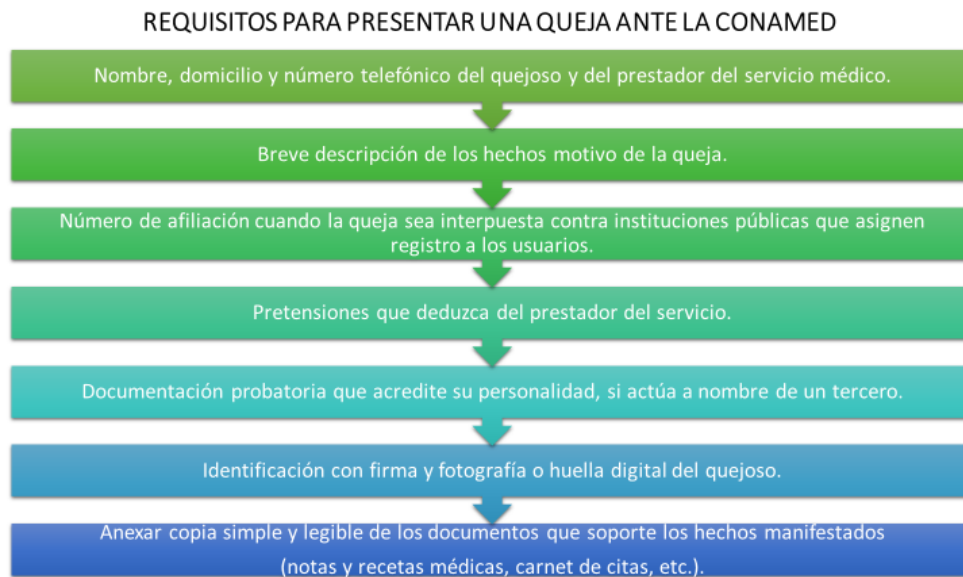 REQUISITOS PARA PRESENTAR UNA QUEJA ANTE LA CONAMED
Nombre, domicilio y número telefónico del quejoso y del prestador del servicio médico.
Breve descripción de los hechos motivo de la queja.
Número de afiliación cuando la queja sea interpuesta contra instituciones públicas que asignen
registro a los usuarios.
Pretensiones que deduzca del prestador del servicio.
Documentación probatoria que acredite su personalidad, si actúa a nombre de un tercero.
Identificación con firma y fotografía o huella digital del quejoso.
Anexar copia simple y legible de los documentos que soporte los hechos manifestados
(notas y recetas médicas, carnet de citas, etc.).